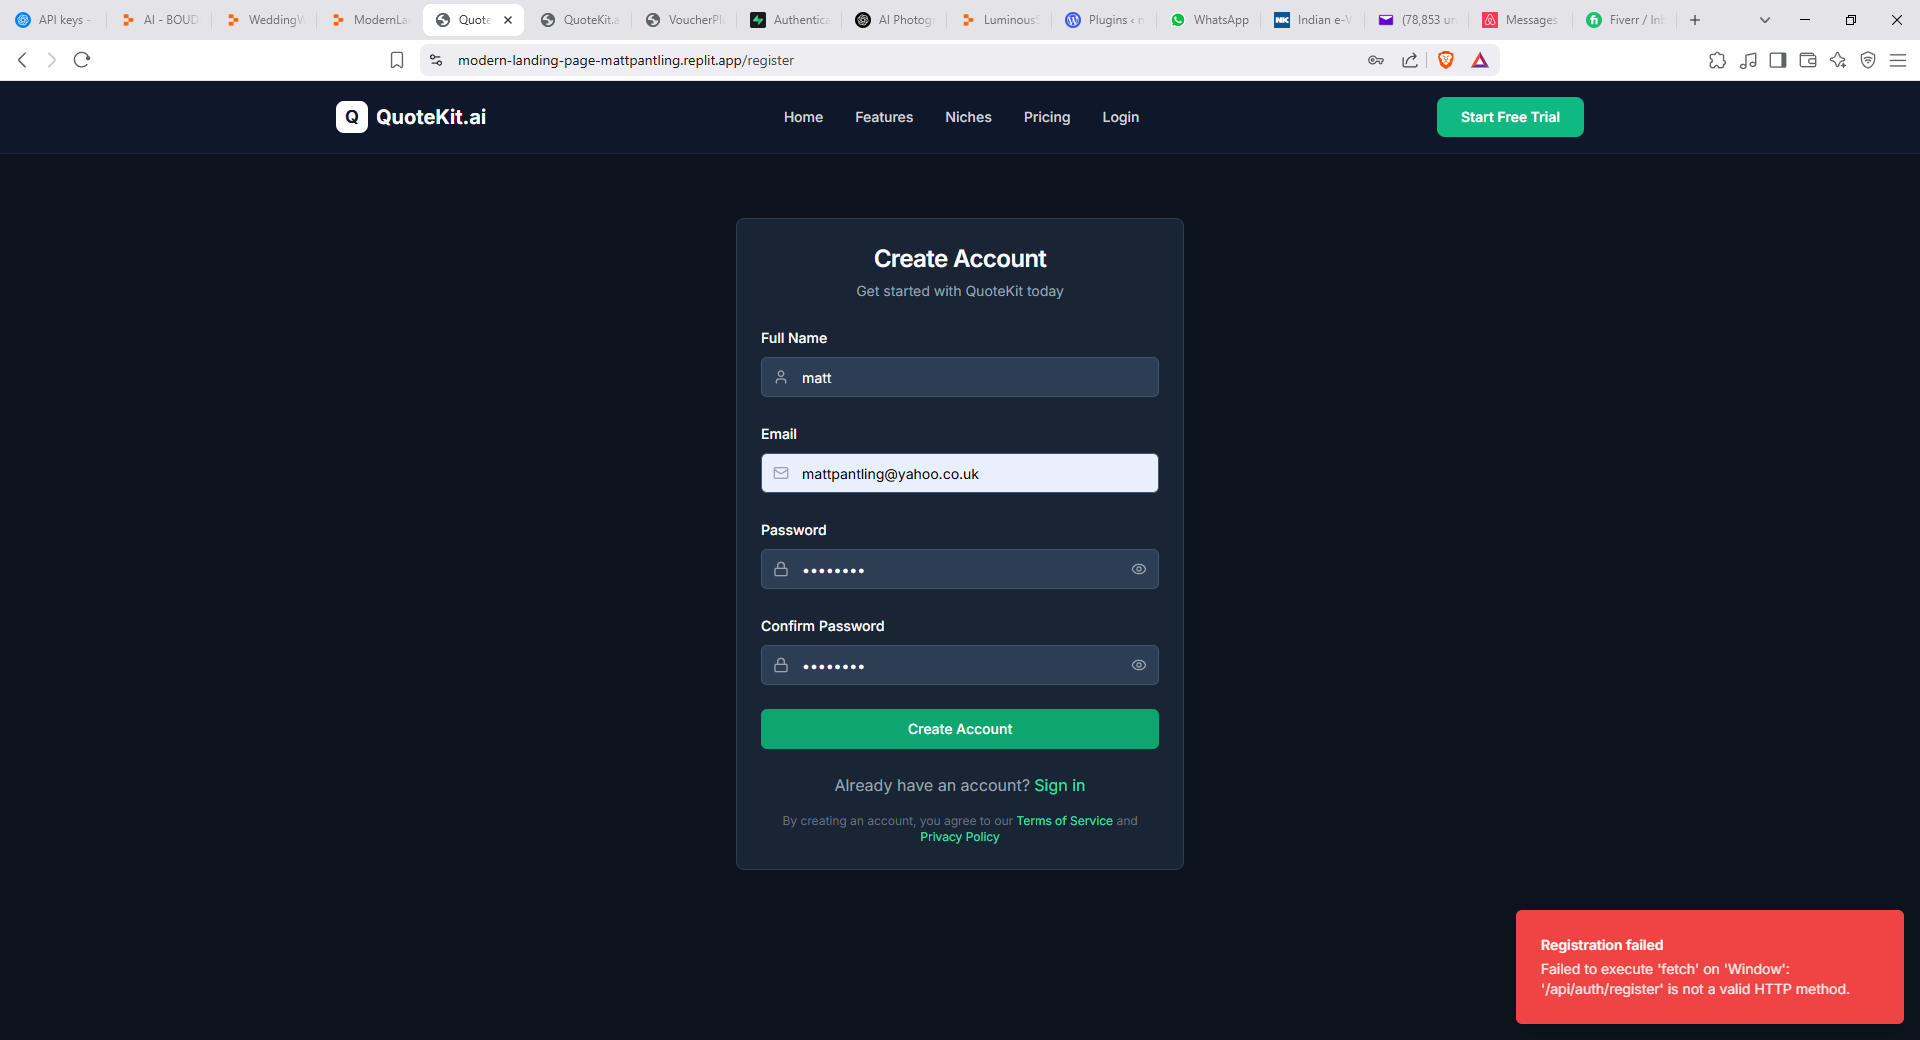 API keys -
AI - BOUD
WeddingV
ModernLa
Quote
QuoteKit.a
VoucherPl
Authentica
AI Photog
Luminous
Plugins ‹ n
WhatsApp
NK
Indian e-V
(78,853 un
Messages
fi
Fiverr / Inb
modern-landing-page-mattpantling.replit.app/register
Q QuoteKit.ai
Home
Features
Niches
Pricing
Login
Start Free Trial
Create Account
Get started with QuoteKit today
Full Name
matt
Email
mattpantling@yahoo.co.uk
Password
••••••••
Confirm Password
••••••••
Create Account
Already have an account? Sign in
By creating an account, you agree to our Terms of Service and
Privacy Policy
Registration failed
Failed to execute 'fetch' on 'Window':
'/api/auth/register' is not a valid HTTP method.